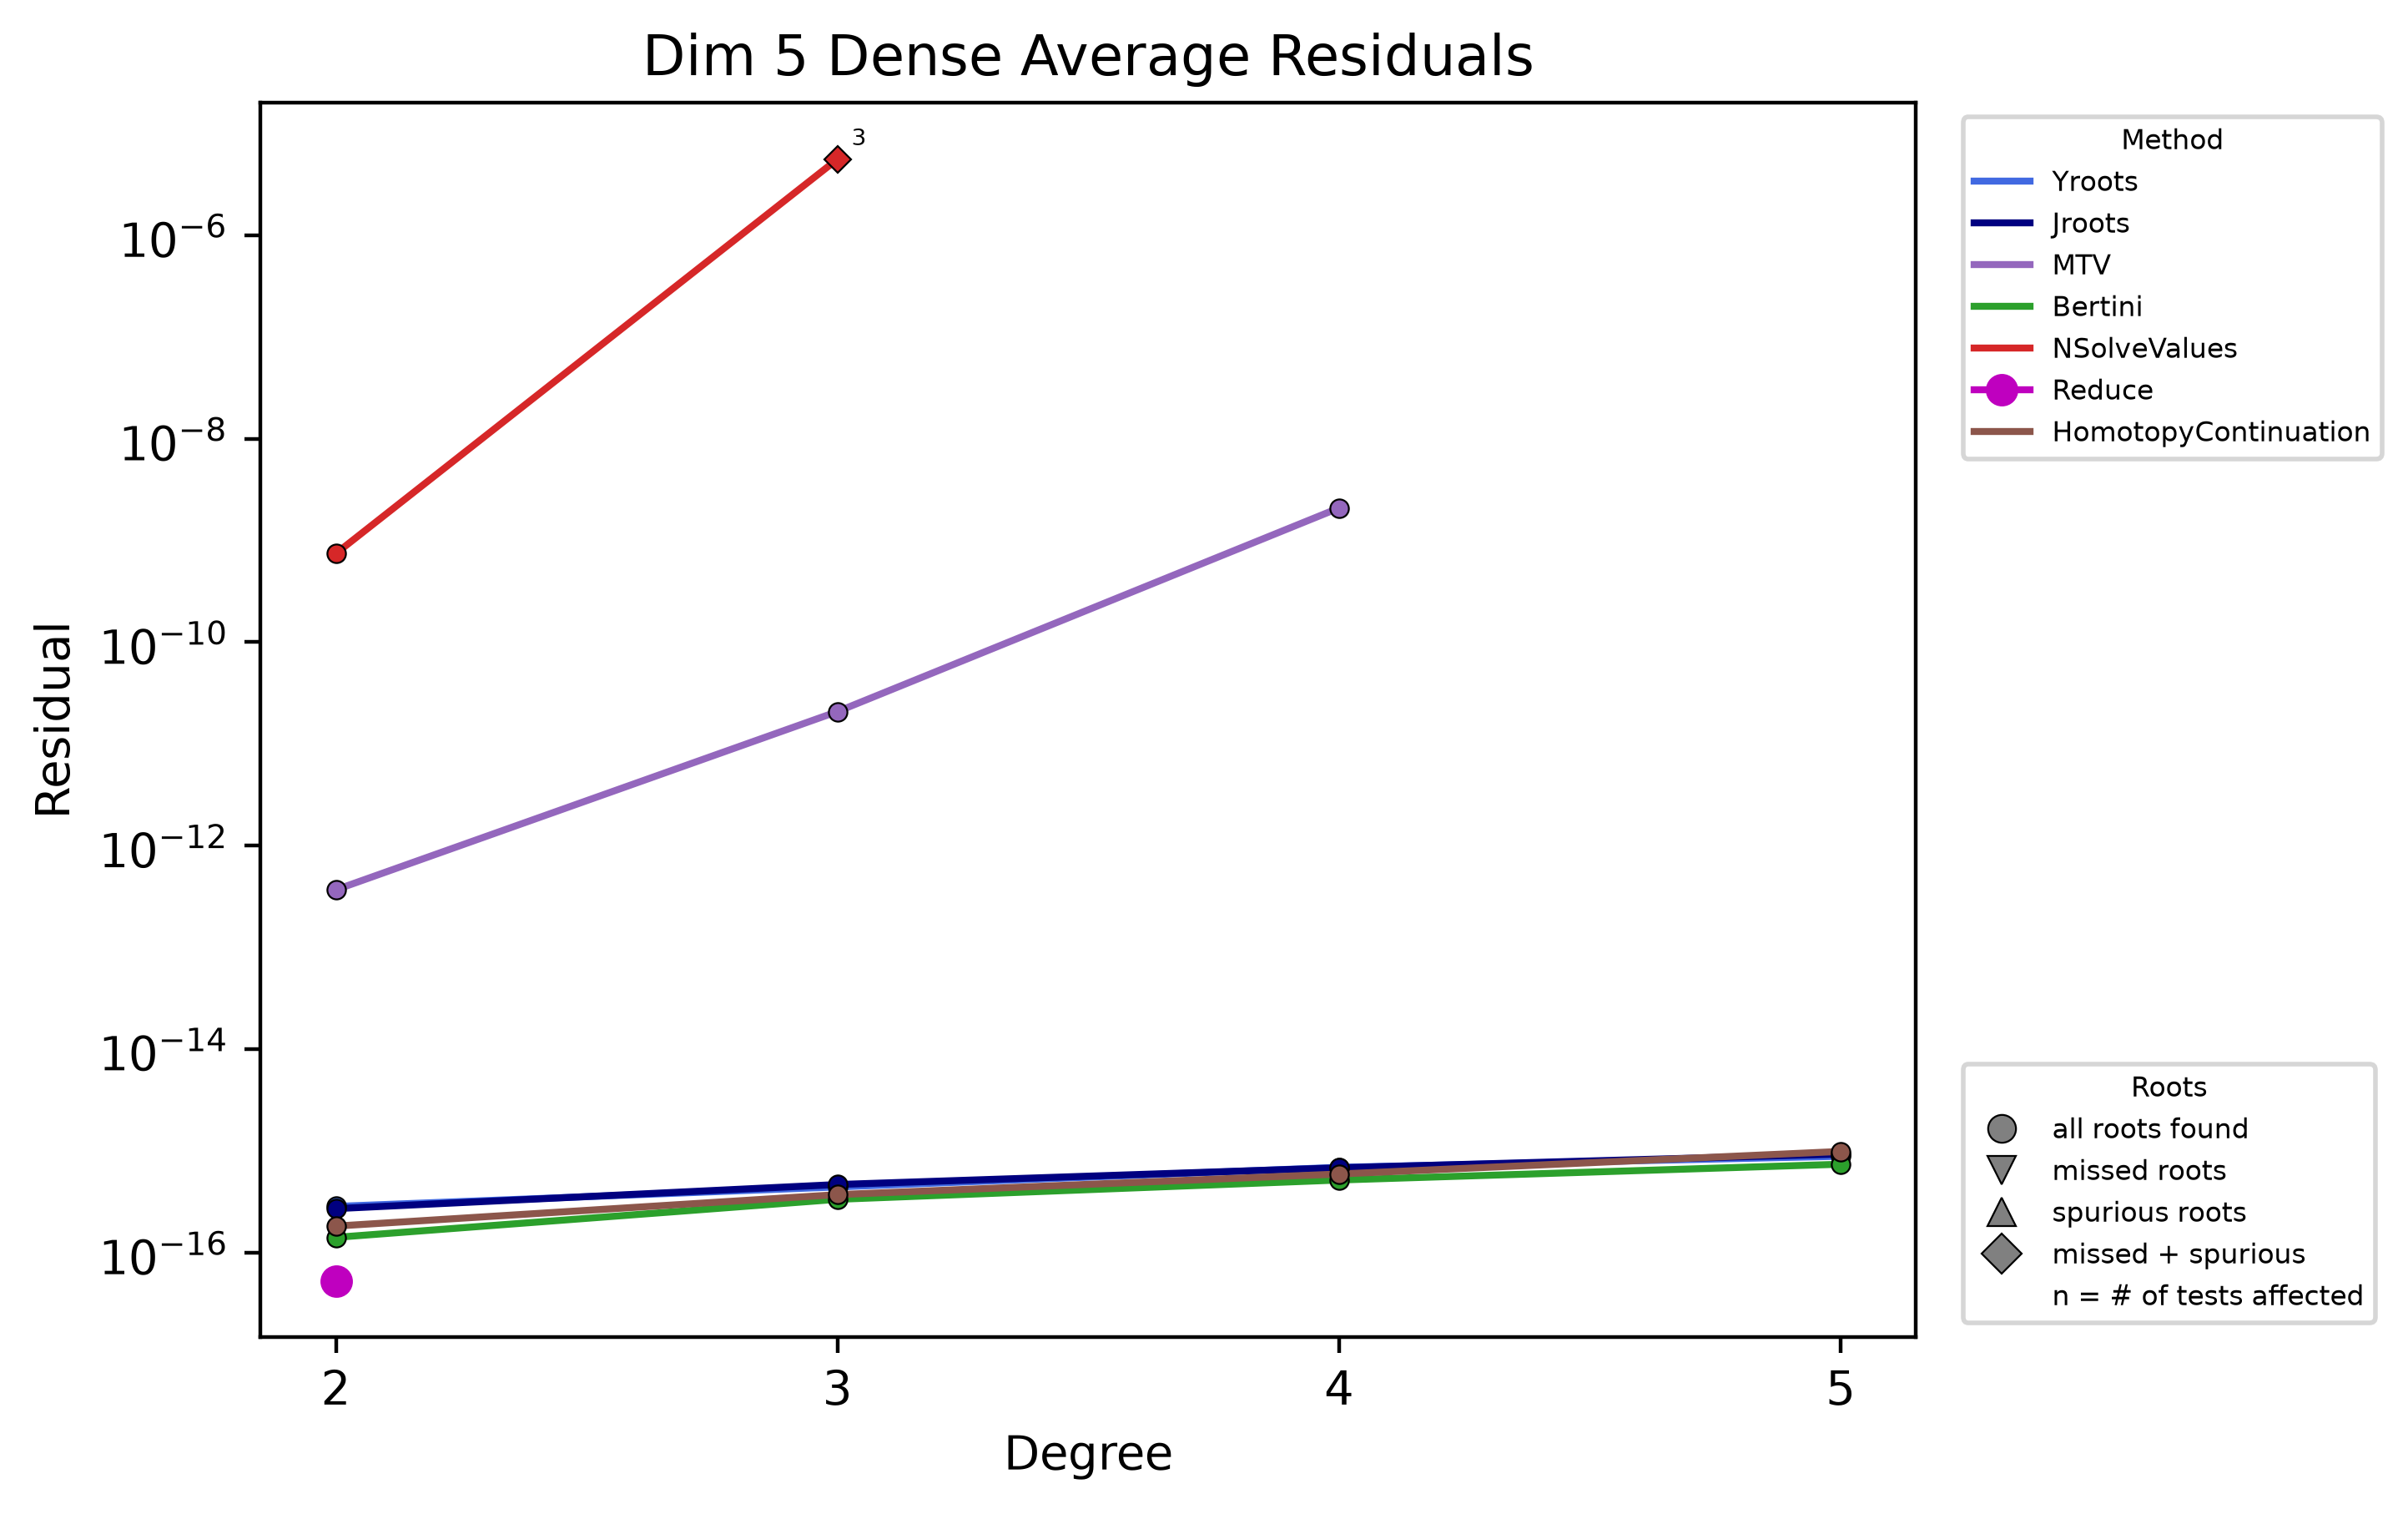 Dim 5 Dense Average Residuals
3
Residual
10⁻⁶
10⁻⁸
10⁻¹⁰
10⁻¹²
10⁻¹⁴
10⁻¹⁶
2 3 4 5
Degree
Method
Yroots
Jroots
MTV
Bertini
NSolveValues
Reduce
HomotopyContinuation
Roots
all roots found
missed roots
spurious roots
missed + spurious
n = # of tests affected